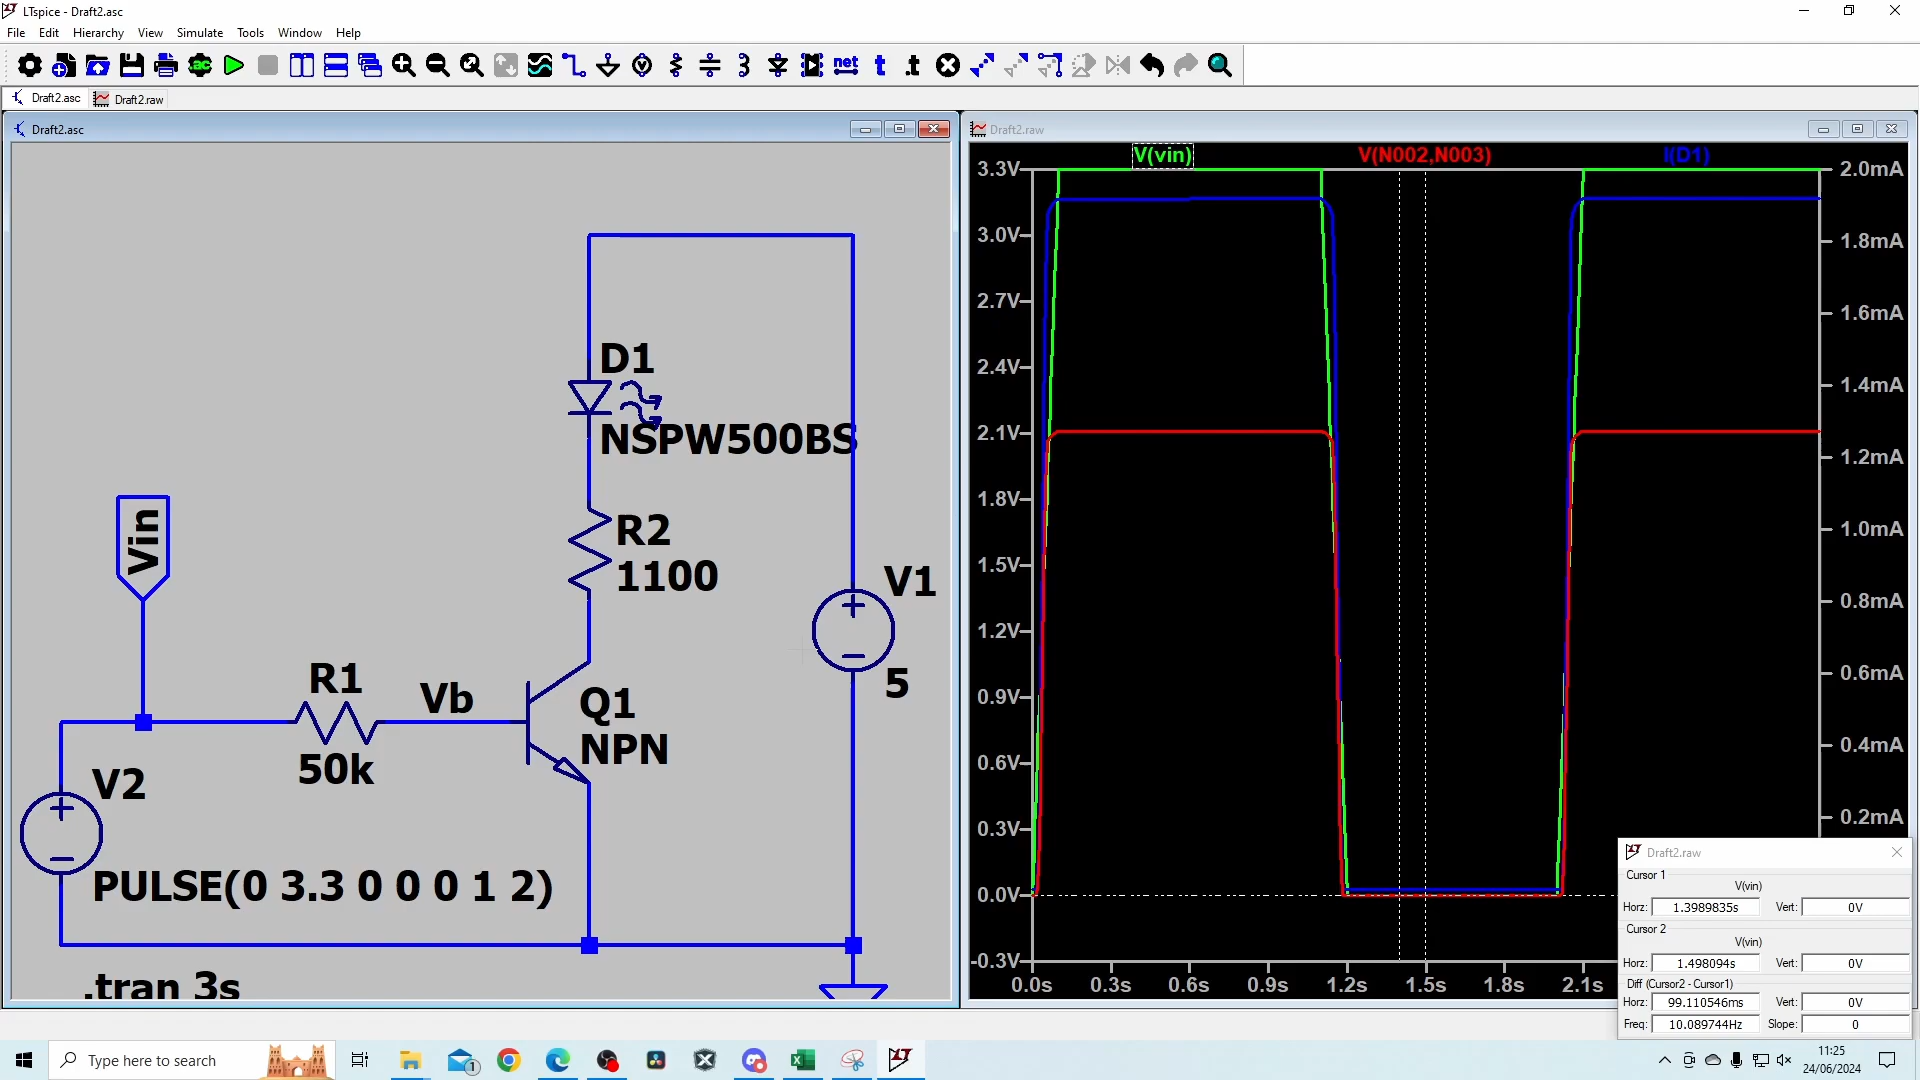 LTspice - Draft2.asc
File Edit Hierarchy View Simulate Tools Window Help
.ac net t .t
Draft2.asc Draft2.raw
Draft2.asc
D1
NSPW500BS
R2
1100
Vin
V1
5
R1
50k
Vb
Q1
NPN
V2
PULSE(0 3.3 0 0 0 1 2)
.tran 3s
Draft2.raw
V(vin) V(N002,N003) I(D1)
3.3V 2.0mA
3.0V 1.8mA
2.7V 1.6mA
2.4V 1.4mA
2.1V 1.2mA
1.8V 1.0mA
1.5V 0.8mA
1.2V 0.6mA
0.9V 0.4mA
0.6V 0.2mA
0.3V
0.0V
-0.3V
0.0s 0.3s 0.6s 0.9s 1.2s 1.5s 1.8s 2.1s
Draft2.raw
Cursor 1
V(vin)
Horz: 1.3989835s Vert: 0V
Cursor 2
V(vin)
Horz: 1.498094s Vert: 0V
Diff (Cursor2 - Cursor1)
Horz: 99.110546ms Vert: 0V
Freq: 10.089744Hz Slope: 0
Type here to search
1
11:25
24/06/2024